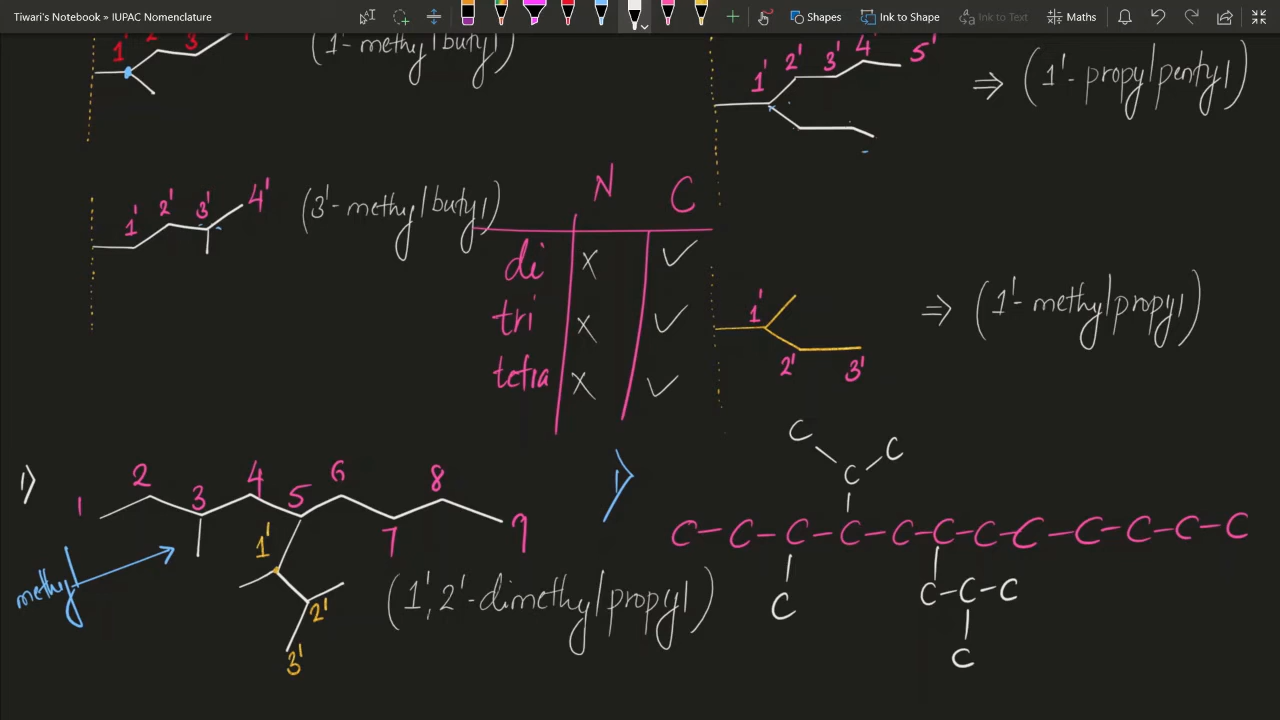 Tiwari's Notebook » IUPAC Nomenclature
Shapes
Ink to Shape
Ink to Text
Maths
1' 2' 3'
(1'-methylbutyl)
1' 2' 3' 4' 5'
⇒ (1'-propylpentyl)
1' 2' 3' 4'
(3'-methylbutyl)
N C
di x ✓
tri x ✓
tetra x ✓
1' 2' 3'
⇒ (1'-methylpropyl)
1) 1 2 3 4 5 6 7 8 9
1' 2' 3'
methyl
(1',2'-dimethylpropyl)
1)
C C
C
C-C-C-C-C-C-C-C-C-C-C-C
C C-C-C
C